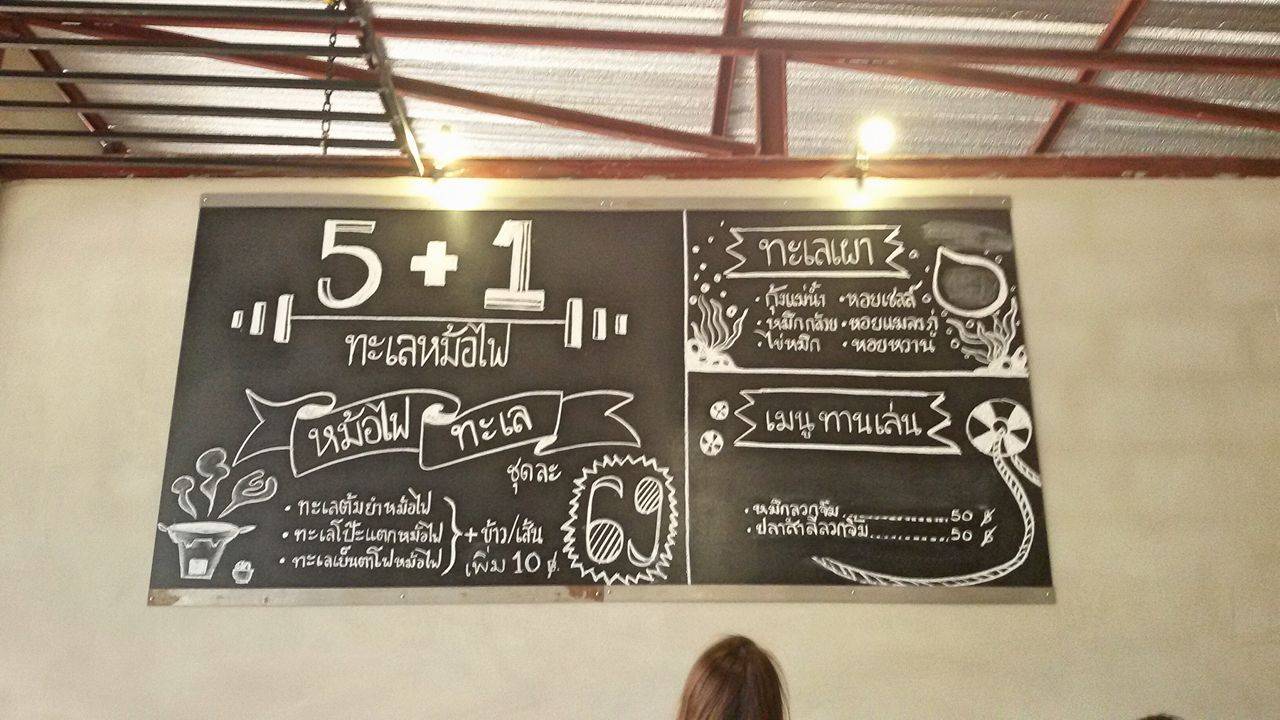 5+1
ทะเลหม้อไฟ
หม้อไฟ ทะเล
ชุดละ
69
• ทะเลต้มยำหม้อไฟ
• ทะเลโป๊ะแตกหม้อไฟ
• ทะเลเย็นตาโฟหม้อไฟ
+ ข้าว/เส้น
เพิ่ม 10 ฿.
ทะเลเผา
• กุ้งแม่น้ำ • หอยเชลล์
• หมึกกล้วย • หอยแมลงภู่
• ไข่หมึก • หอยหวาน
เมนู ทานเล่น
• หมึกลวกจิ้ม.................50 ฿
• ปลาสำลีลวกจิ้ม.............50 ฿